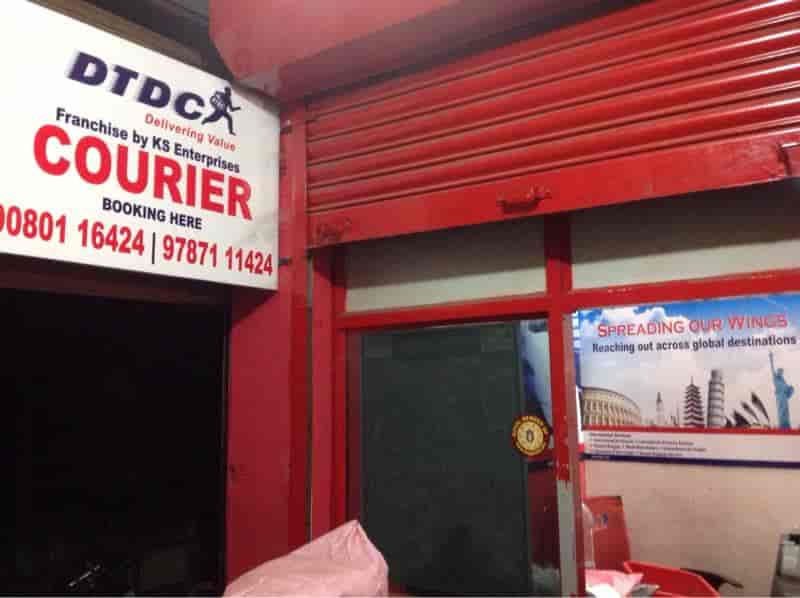 DTDC
Delivering Value
Franchise by KS Enterprises
COURIER
BOOKING HERE
00801 16424 | 97871 11424
SPREADING OUR WINGS
Reaching out across global destinations